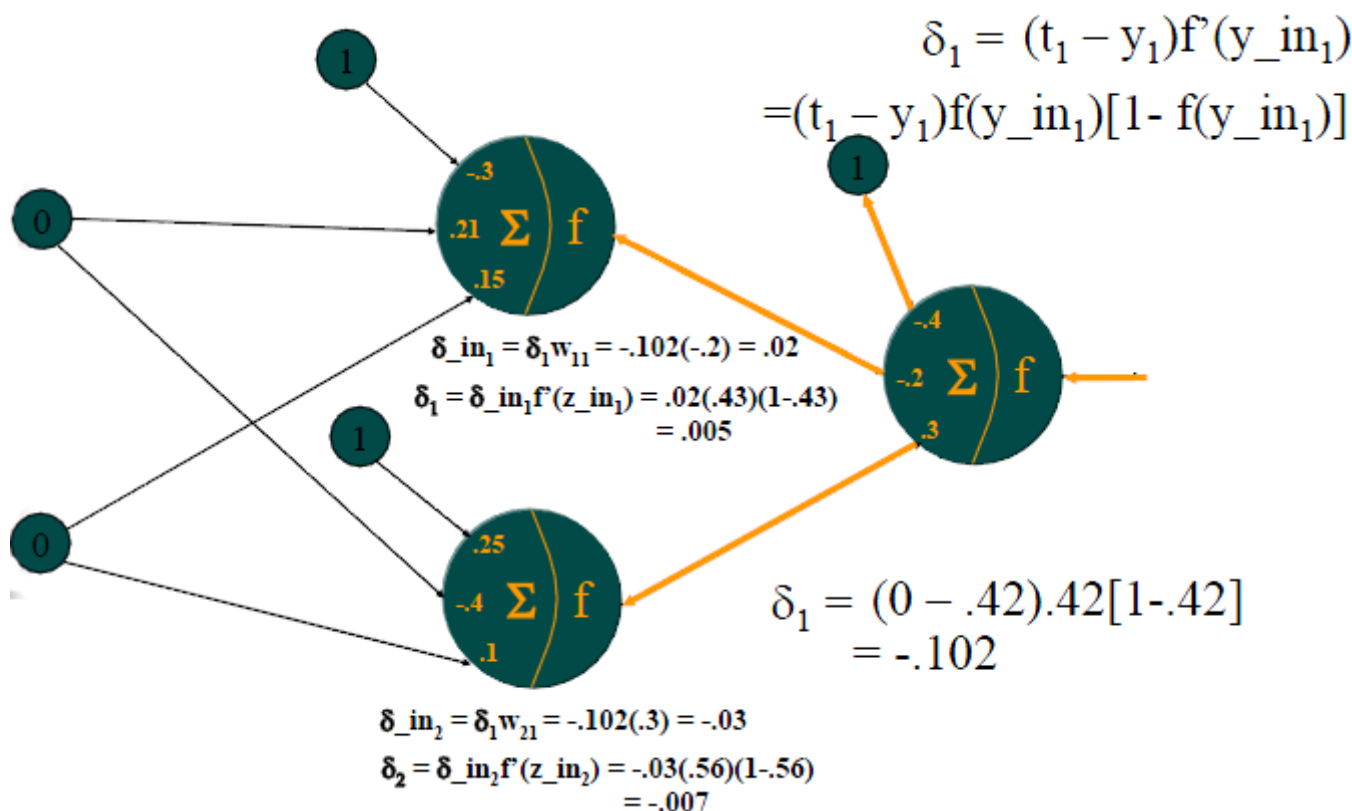 δ₁ = (t₁ – y₁)f’(y_in₁)
=(t₁ – y₁)f(y_in₁)[1- f(y_in₁)]
1
1
0
-.3
.21 Σ f
.15
-.4
-.2 Σ f
.3
δ_in₁ = δ₁w₁₁ = -.102(-.2) = .02
δ₁ = δ_in₁f’(z_in₁) = .02(.43)(1-.43)
= .005
1
0
.25
-.4 Σ f
.1
δ₁ = (0 – .42).42[1-.42]
= -.102
δ_in₂ = δ₁w₂₁ = -.102(.3) = -.03
δ₂ = δ_in₂f’(z_in₂) = -.03(.56)(1-.56)
= -.007